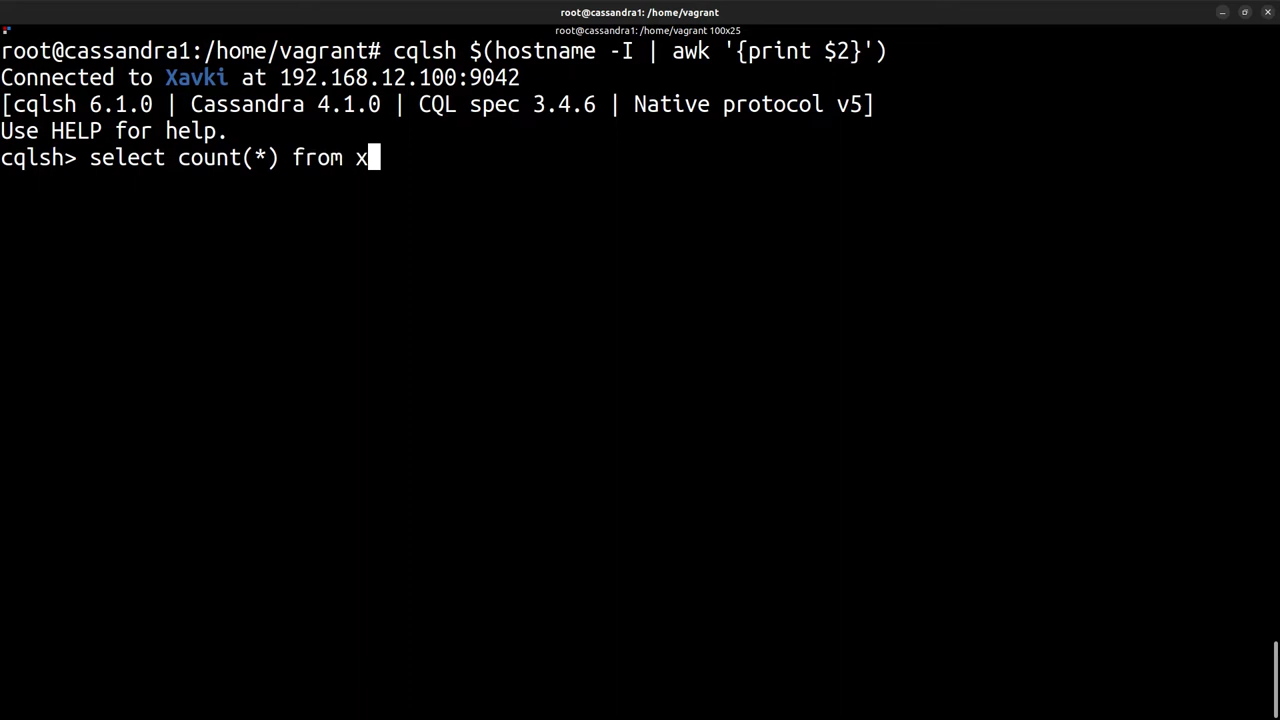 root@cassandra1: /home/vagrant
root@cassandra1: /home/vagrant 100x25
root@cassandra1:/home/vagrant# cqlsh $(hostname -I | awk '{print $2}')
Connected to Xavki at 192.168.12.100:9042
[cqlsh 6.1.0 | Cassandra 4.1.0 | CQL spec 3.4.6 | Native protocol v5]
Use HELP for help.
cqlsh> select count(*) from x